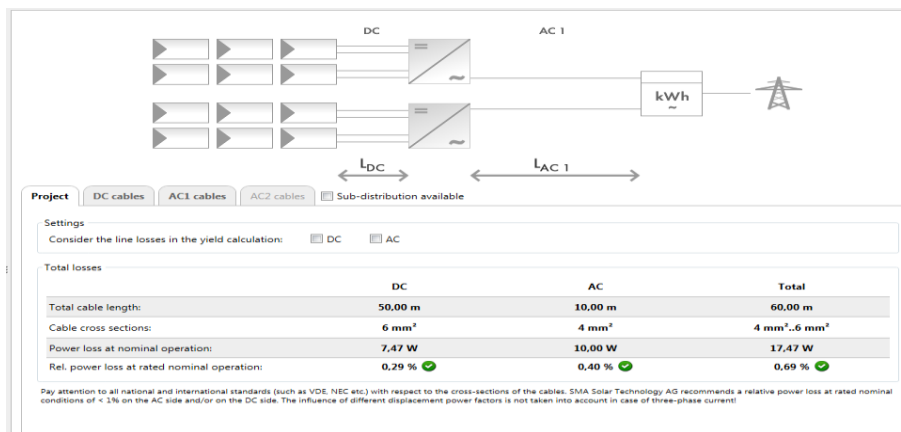 DC AC 1
kWh
L_DC L_AC 1
Project DC cables AC1 cables AC2 cables Sub-distribution available
Settings
Consider the line losses in the yield calculation: DC AC
Total losses
DC AC Total
Total cable length: 50,00 m 10,00 m 60,00 m
Cable cross sections: 6 mm² 4 mm² 4 mm²..6 mm²
Power loss at nominal operation: 7,47 W 10,00 W 17,47 W
Rel. power loss at rated nominal operation: 0,29 % 0,40 % 0,69 %
Pay attention to all national and international standards (such as VDE, NEC etc.) with respect to the cross-sections of the cables. SMA Solar Technology AG recommends a relative power loss at rated nominal
conditions of < 1% on the AC side and/or on the DC side. The influence of different displacement power factors is not taken into account in case of three-phase current!